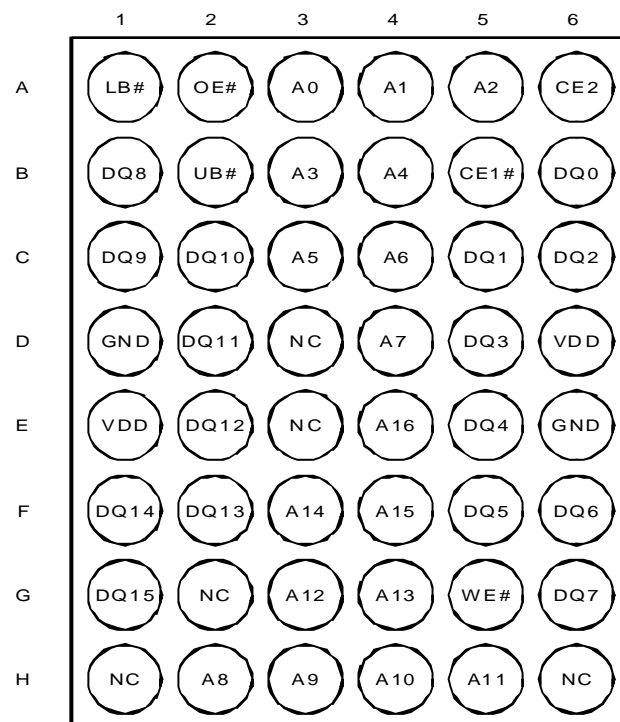 1 2 3 4 5 6
A LB# OE# A0 A1 A2 CE2
B DQ8 UB# A3 A4 CE1# DQ0
C DQ9 DQ10 A5 A6 DQ1 DQ2
D GND DQ11 NC A7 DQ3 VDD
E VDD DQ12 NC A16 DQ4 GND
F DQ14 DQ13 A14 A15 DQ5 DQ6
G DQ15 NC A12 A13 WE# DQ7
H NC A8 A9 A10 A11 NC